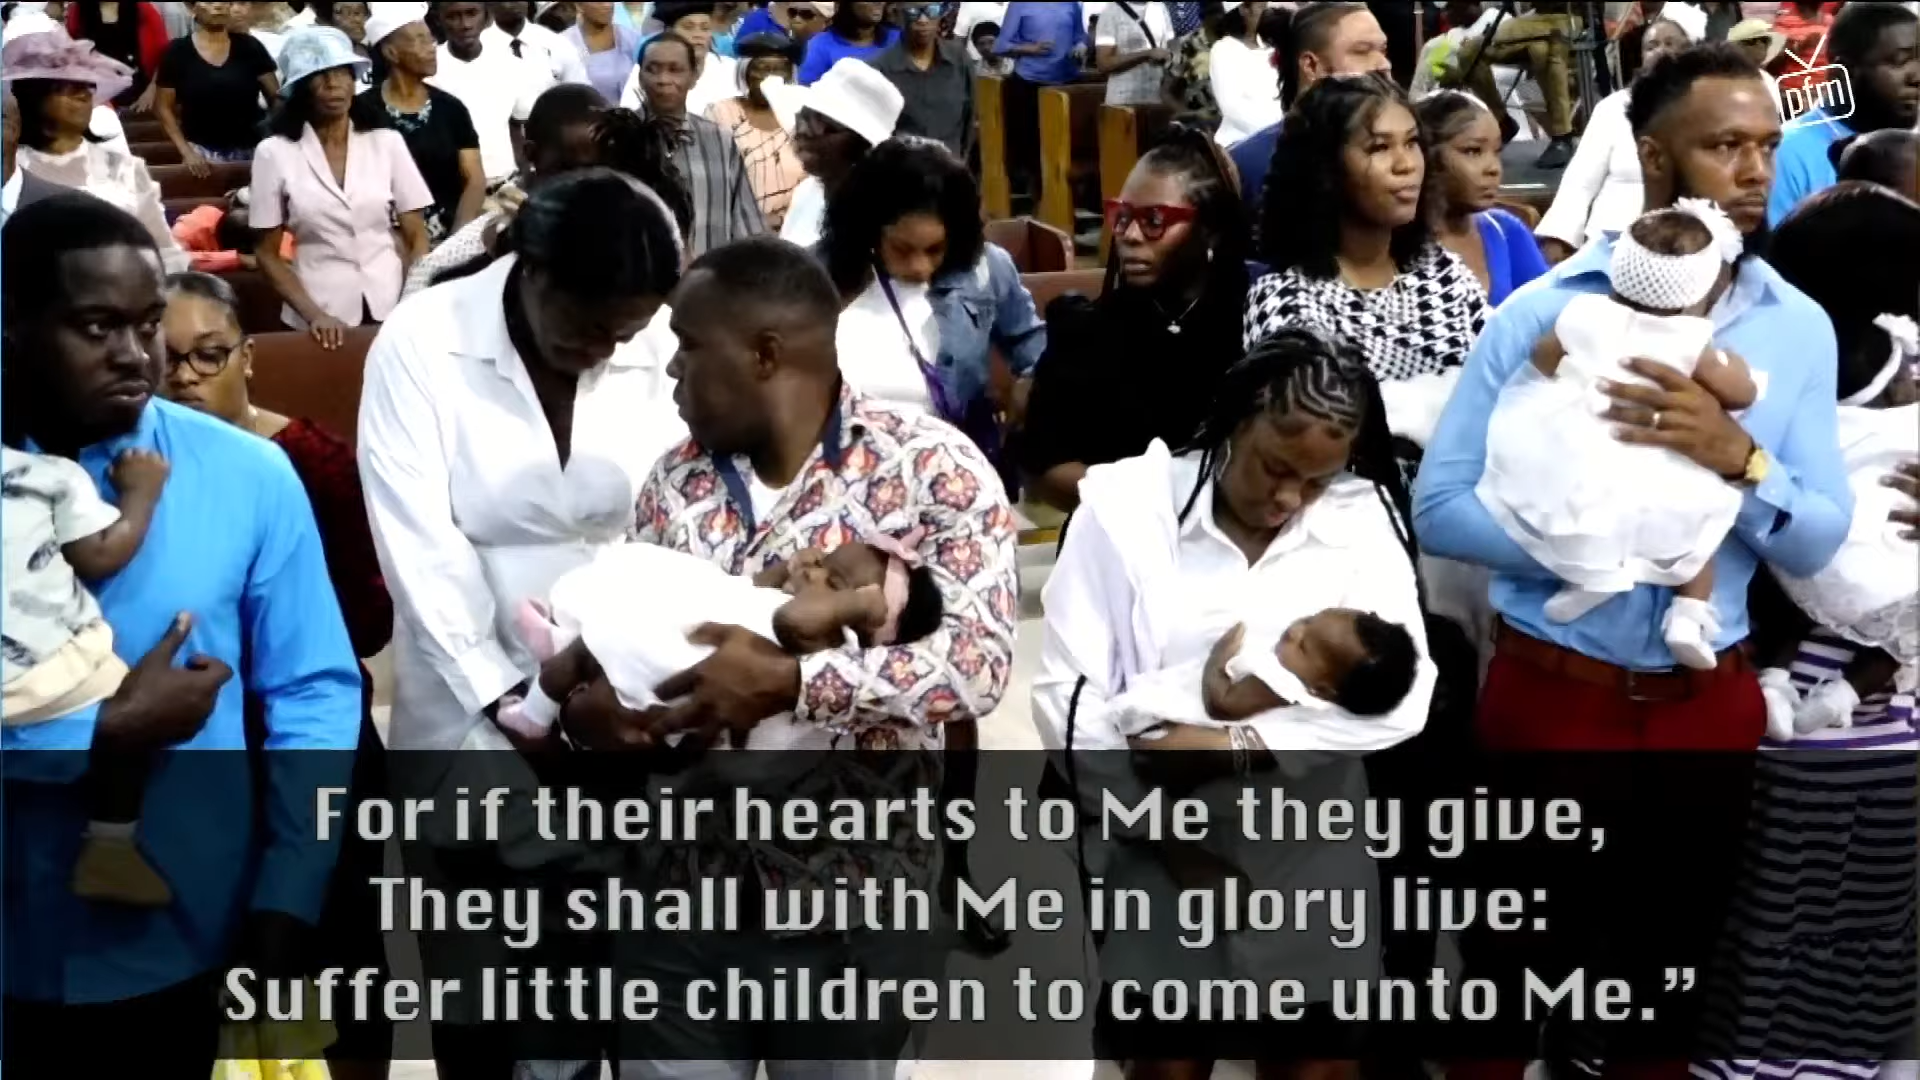 pfm
For if their hearts to Me they give,
They shall with Me in glory live:
Suffer little children to come unto Me.”